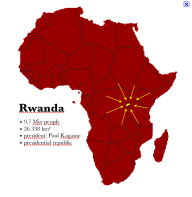 Rwanda
• 9,7 Mio people
• 26.338 km²
• president: Paul Kagame
• presidential republic